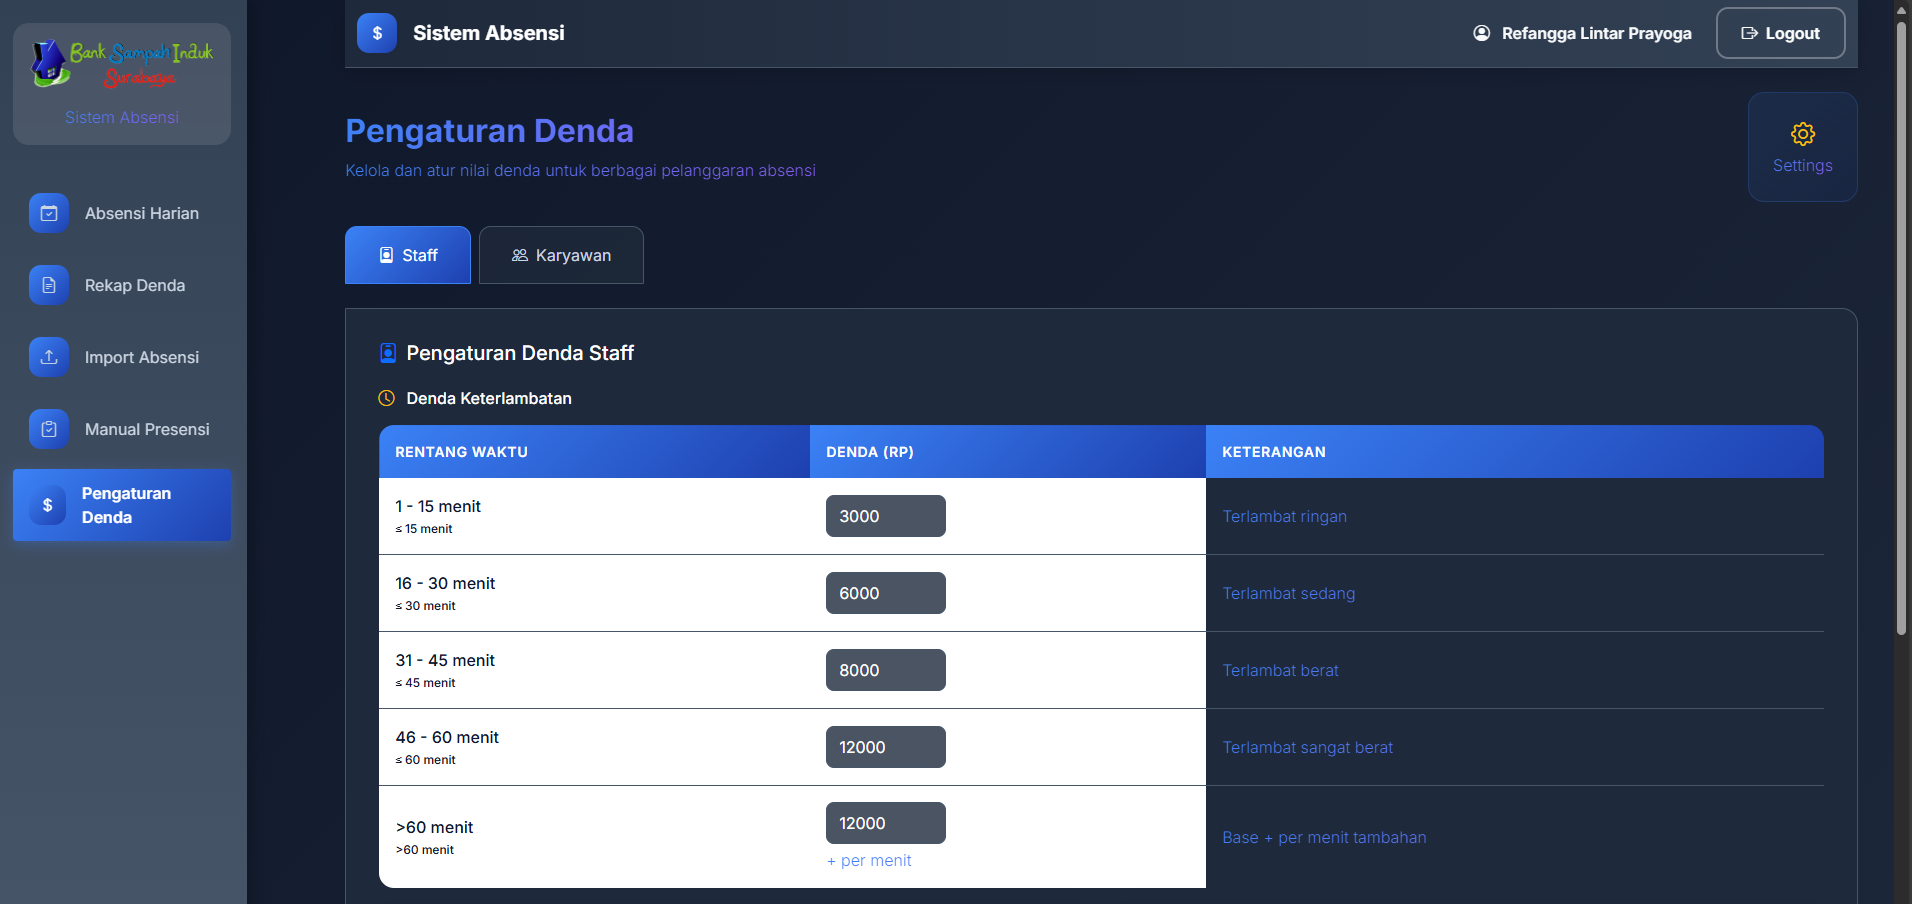 Bank Sampah Induk
Surabaya
Sistem Absensi
Absensi Harian
Rekap Denda
Import Absensi
Manual Presensi
$ Pengaturan
Denda
$ Sistem Absensi
Refangga Lintar Prayoga
Logout
Pengaturan Denda
Kelola dan atur nilai denda untuk berbagai pelanggaran absensi
Settings
Staff
Karyawan
Pengaturan Denda Staff
Denda Keterlambatan
RENTANG WAKTU DENDA (RP) KETERANGAN
1 - 15 menit
≤ 15 menit
3000
Terlambat ringan
16 - 30 menit
≤ 30 menit
6000
Terlambat sedang
31 - 45 menit
≤ 45 menit
8000
Terlambat berat
46 - 60 menit
≤ 60 menit
12000
Terlambat sangat berat
>60 menit
>60 menit
12000
+ per menit
Base + per menit tambahan